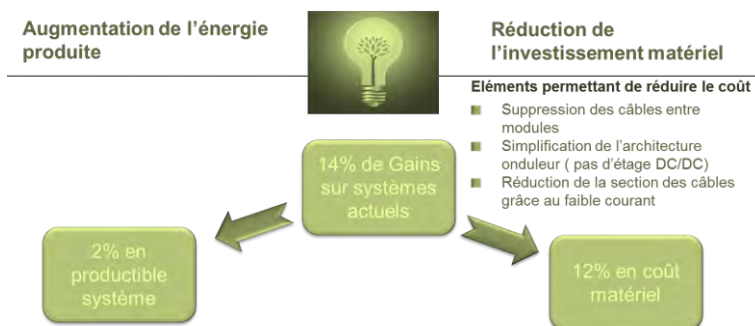 Augmentation de l'énergie
produite
Réduction de
l'investissement matériel
Eléments permettant de réduire le coût
Suppression des câbles entre
modules
Simplification de l'architecture
onduleur ( pas d'étage DC/DC)
Réduction de la section des câbles
grâce au faible courant
14% de Gains
sur systèmes
actuels
2% en
productible
système
12% en coût
matériel